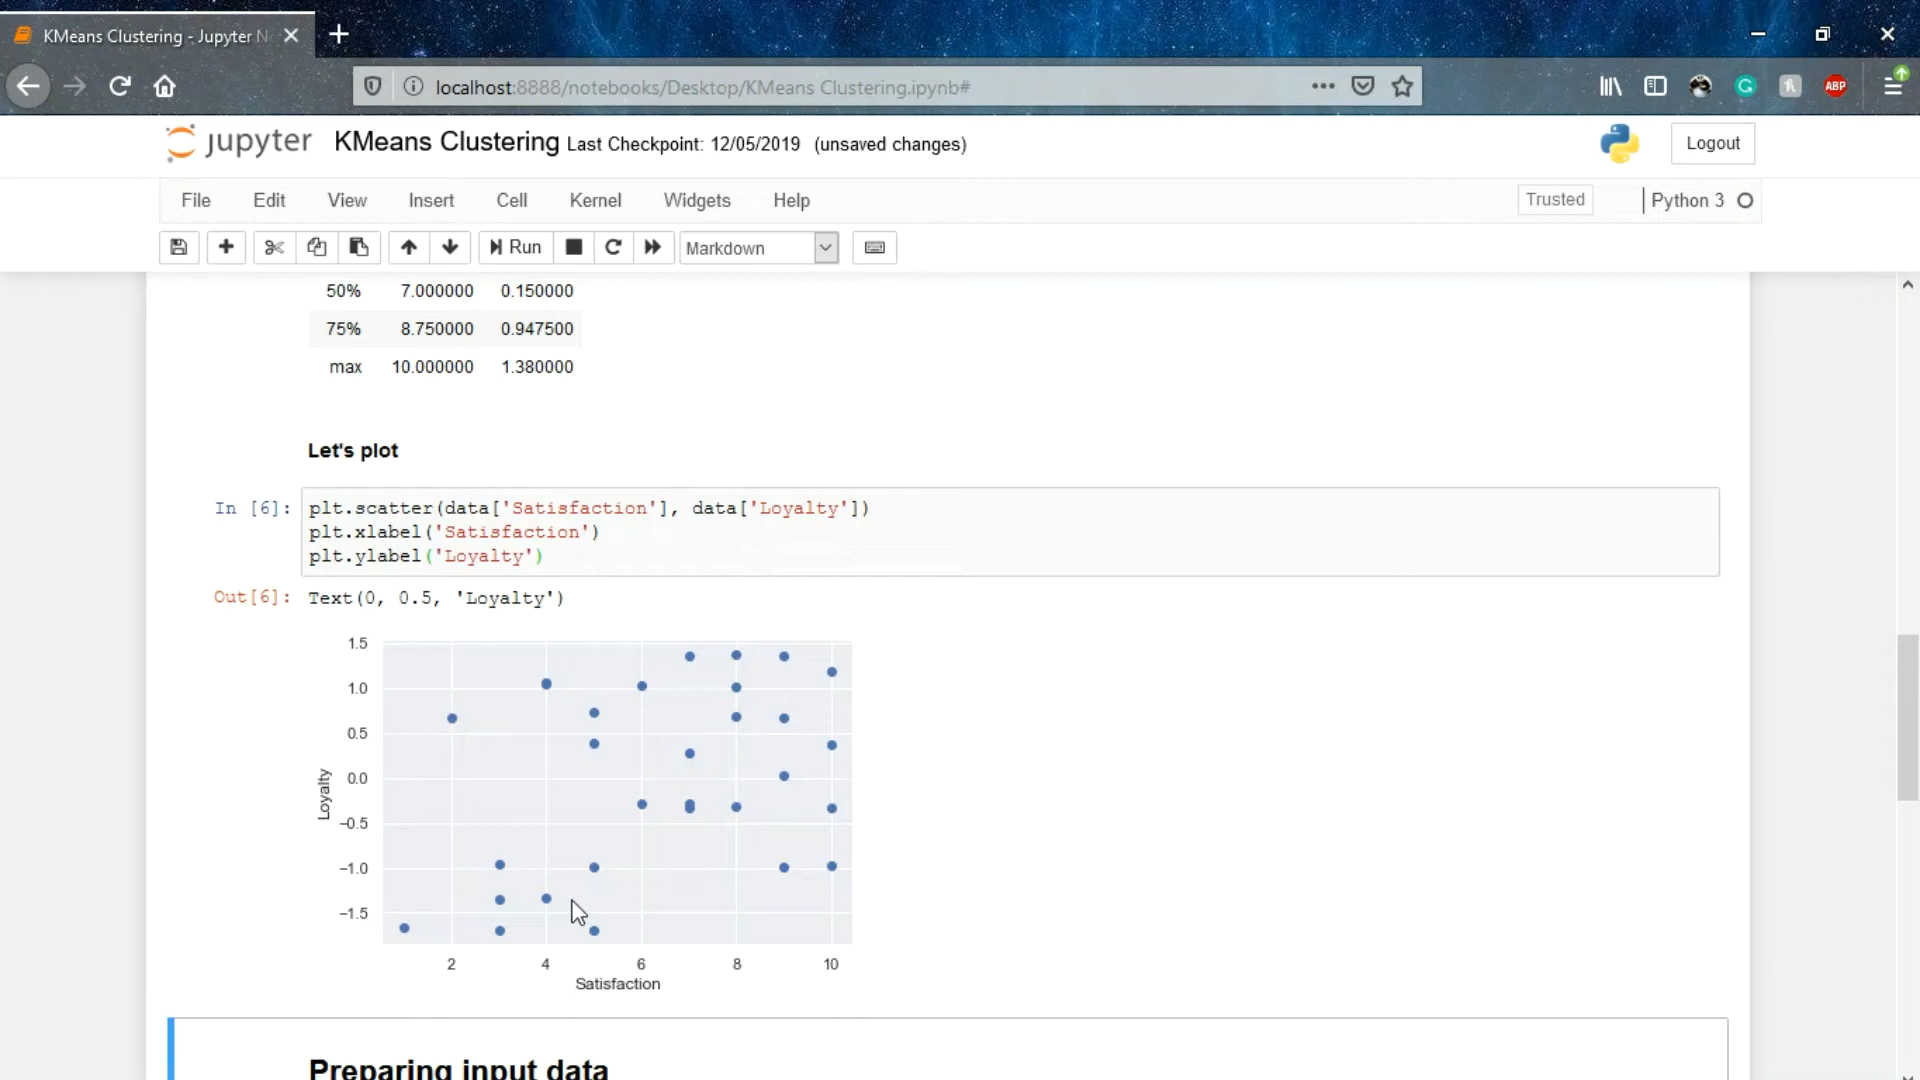 KMeans Clustering - Jupyter N
localhost:8888/notebooks/Desktop/KMeans Clustering.ipynb#
ABP
jupyter KMeans Clustering Last Checkpoint: 12/05/2019 (unsaved changes)
Logout
File Edit View Insert Cell Kernel Widgets Help
Trusted Python 3
Run Markdown
50% 7.000000 0.150000
75% 8.750000 0.947500
max 10.000000 1.380000
Let's plot
In [6]: plt.scatter(data['Satisfaction'], data['Loyalty'])
plt.xlabel('Satisfaction')
plt.ylabel('Loyalty')
Out[6]: Text(0, 0.5, 'Loyalty')
1.5
1.0
0.5
0.0
−0.5
−1.0
−1.5
Loyalty
2 4 6 8 10
Satisfaction
Preparing input data